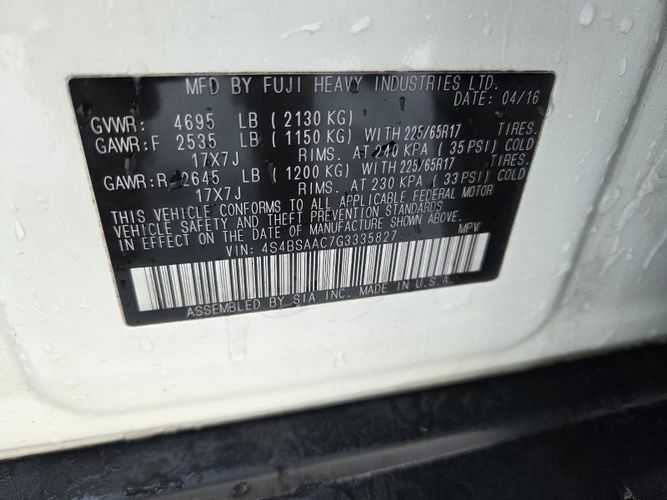 MFD BY FUJI HEAVY INDUSTRIES LTD.
DATE: 04/16
GVWR: 4695 LB ( 2130 KG)
GAWR:F 2535 LB ( 1150 KG) WITH 225/65R17 TIRES.
17X7J RIMS. AT 240 KPA ( 35 PSI) COLD
GAWR:R 2645 LB ( 1200 KG) WITH 225/65R17 TIRES.
17X7J RIMS. AT 230 KPA ( 33 PSI) COLD
THIS VEHICLE CONFORMS TO ALL APPLICABLE FEDERAL MOTOR
VEHICLE SAFETY AND THEFT PREVENTION STANDARDS
IN EFFECT ON THE DATE OF MANUFACTURE SHOWN ABOVE.
VIN: 4S4BSAAC7G3335827 MPV
ASSEMBLED BY SIA INC. MADE IN U.S.A.